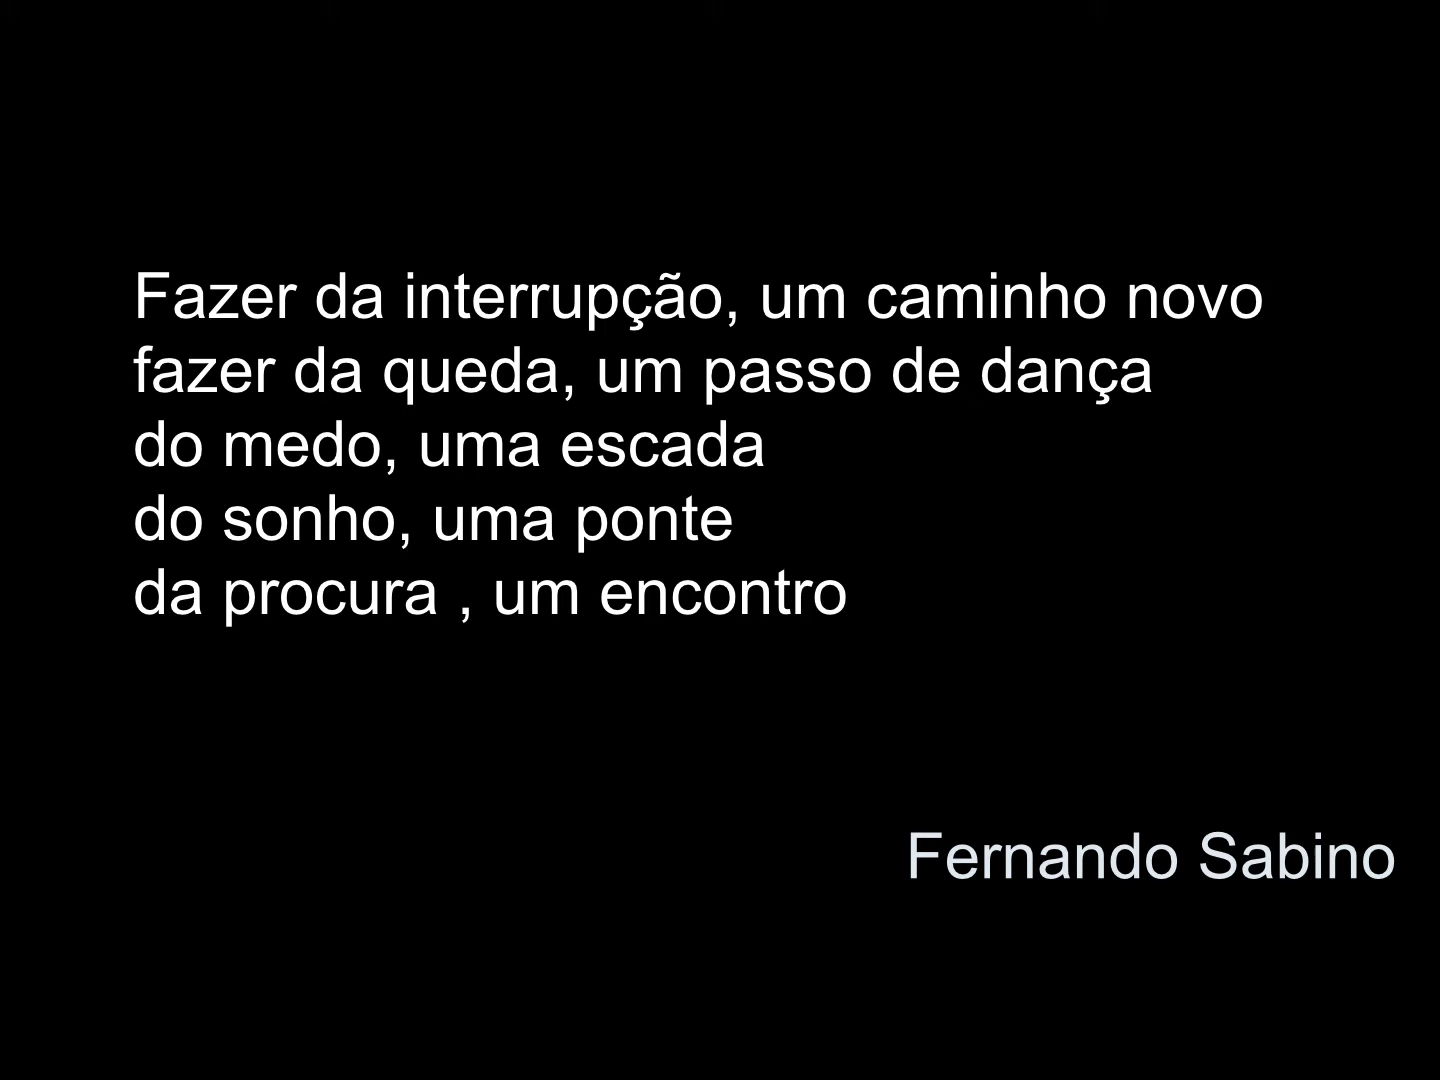 Fazer da interrupção, um caminho novo
fazer da queda, um passo de dança
do medo, uma escada
do sonho, uma ponte
da procura , um encontro
Fernando Sabino